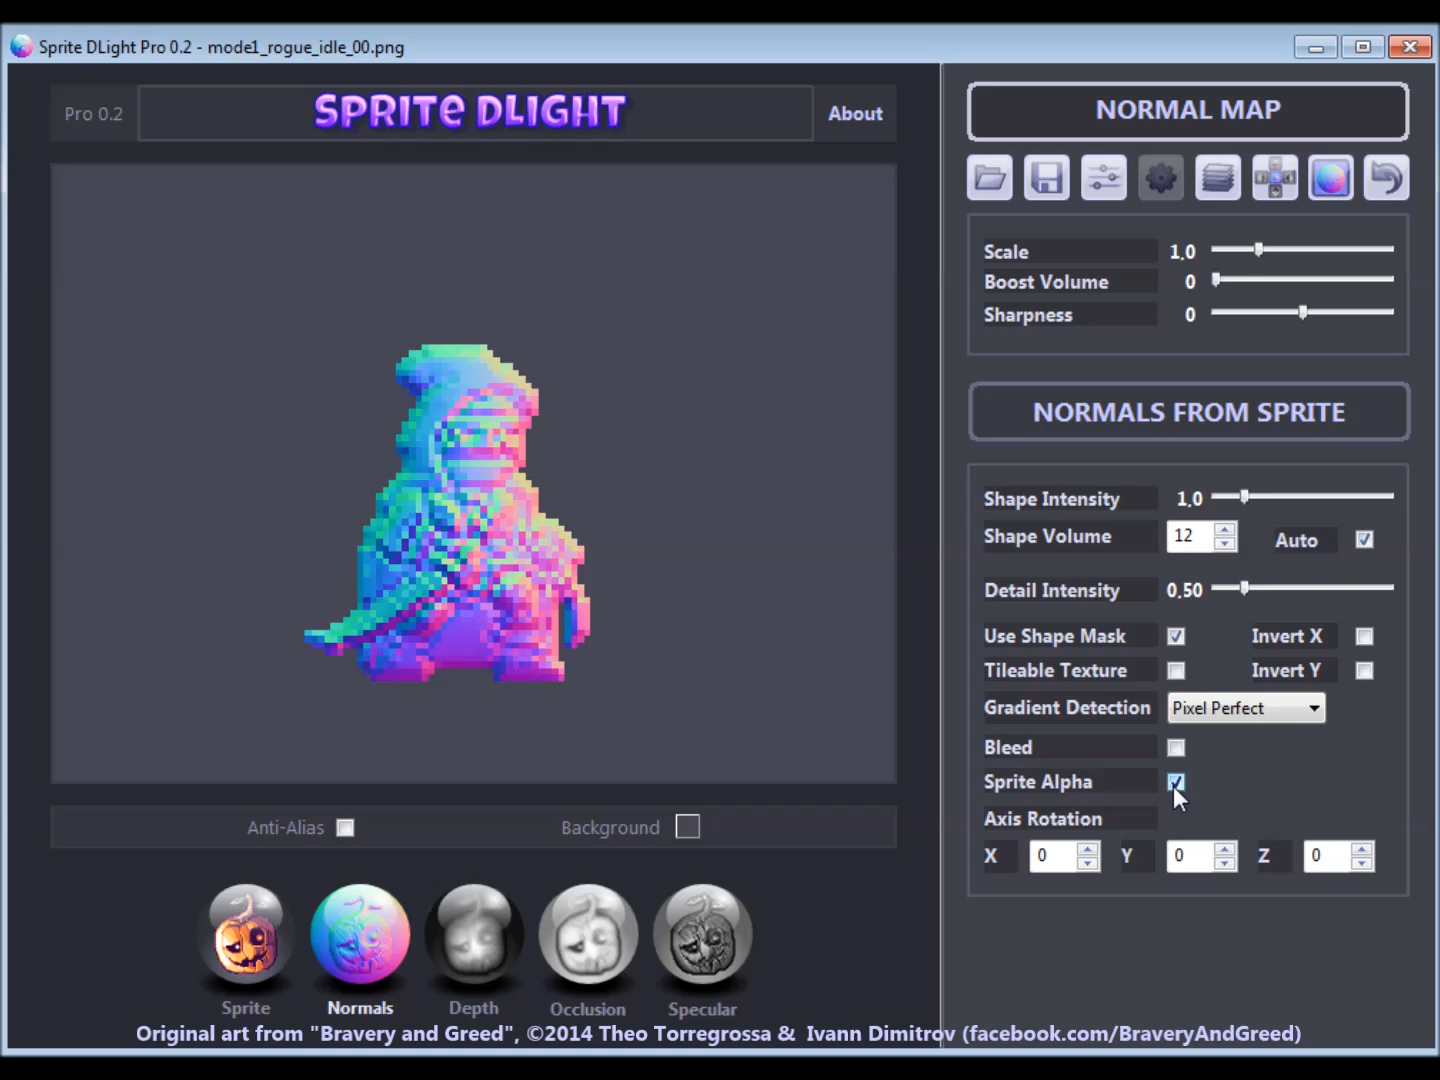 Sprite DLight Pro 0.2 - mode1_rogue_idle_00.png
Pro 0.2
SPRITE DLIGHT
About
NORMAL MAP
Scale 1.0
Boost Volume 0
Sharpness 0
NORMALS FROM SPRITE
Shape Intensity 1.0
Shape Volume 12 Auto
Detail Intensity 0.50
Use Shape Mask Invert X
Tileable Texture Invert Y
Gradient Detection Pixel Perfect
Bleed
Sprite Alpha
Axis Rotation
X 0 Y 0 Z 0
Anti-Alias Background
Sprite Normals Depth Occlusion Specular
Original art from "Bravery and Greed", ©2014 Theo Torregrossa & Ivann Dimitrov (facebook.com/BraveryAndGreed)